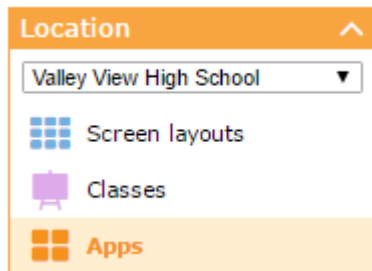 Location
Valley View High School
Screen layouts
Classes
Apps